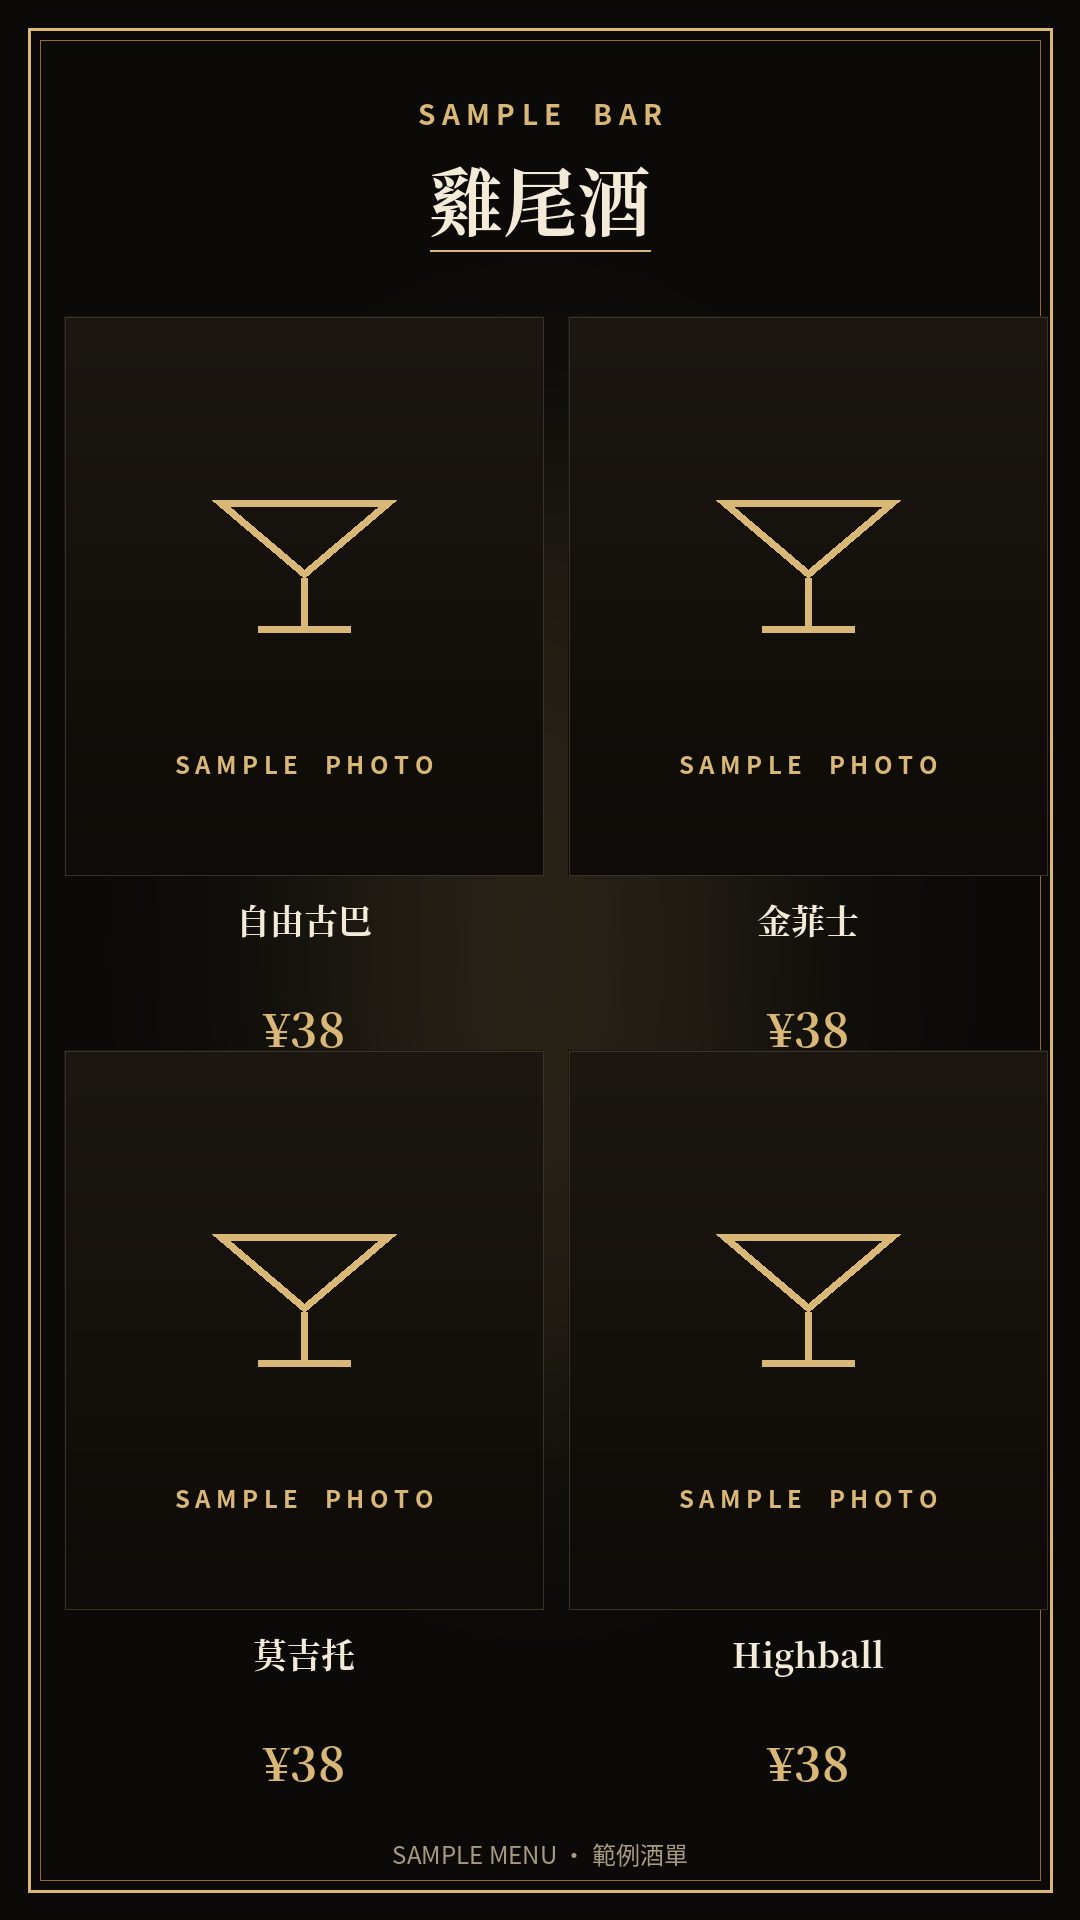 SAMPLE BAR
雞尾酒
SAMPLE PHOTO
SAMPLE PHOTO
自由古巴
金菲士
¥38
¥38
SAMPLE PHOTO
SAMPLE PHOTO
莫吉托
Highball
¥38
¥38
SAMPLE MENU · 範例酒單